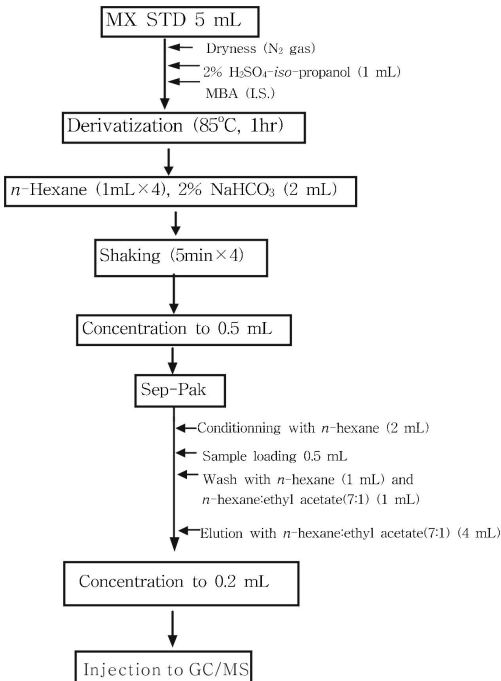 MX STD 5 mL
Dryness (N₂ gas)
2% H₂SO₄-iso-propanol (1 mL)
MBA (I.S.)
Derivatization (85°C, 1hr)
n-Hexane (1mL×4), 2% NaHCO₃ (2 mL)
Shaking (5min×4)
Concentration to 0.5 mL
Sep-Pak
Conditionning with n-hexane (2 mL)
Sample loading 0.5 mL
Wash with n-hexane (1 mL) and
n-hexane:ethyl acetate(7:1) (1 mL)
Elution with n-hexane:ethyl acetate(7:1) (4 mL)
Concentration to 0.2 mL
Injection to GC/MS